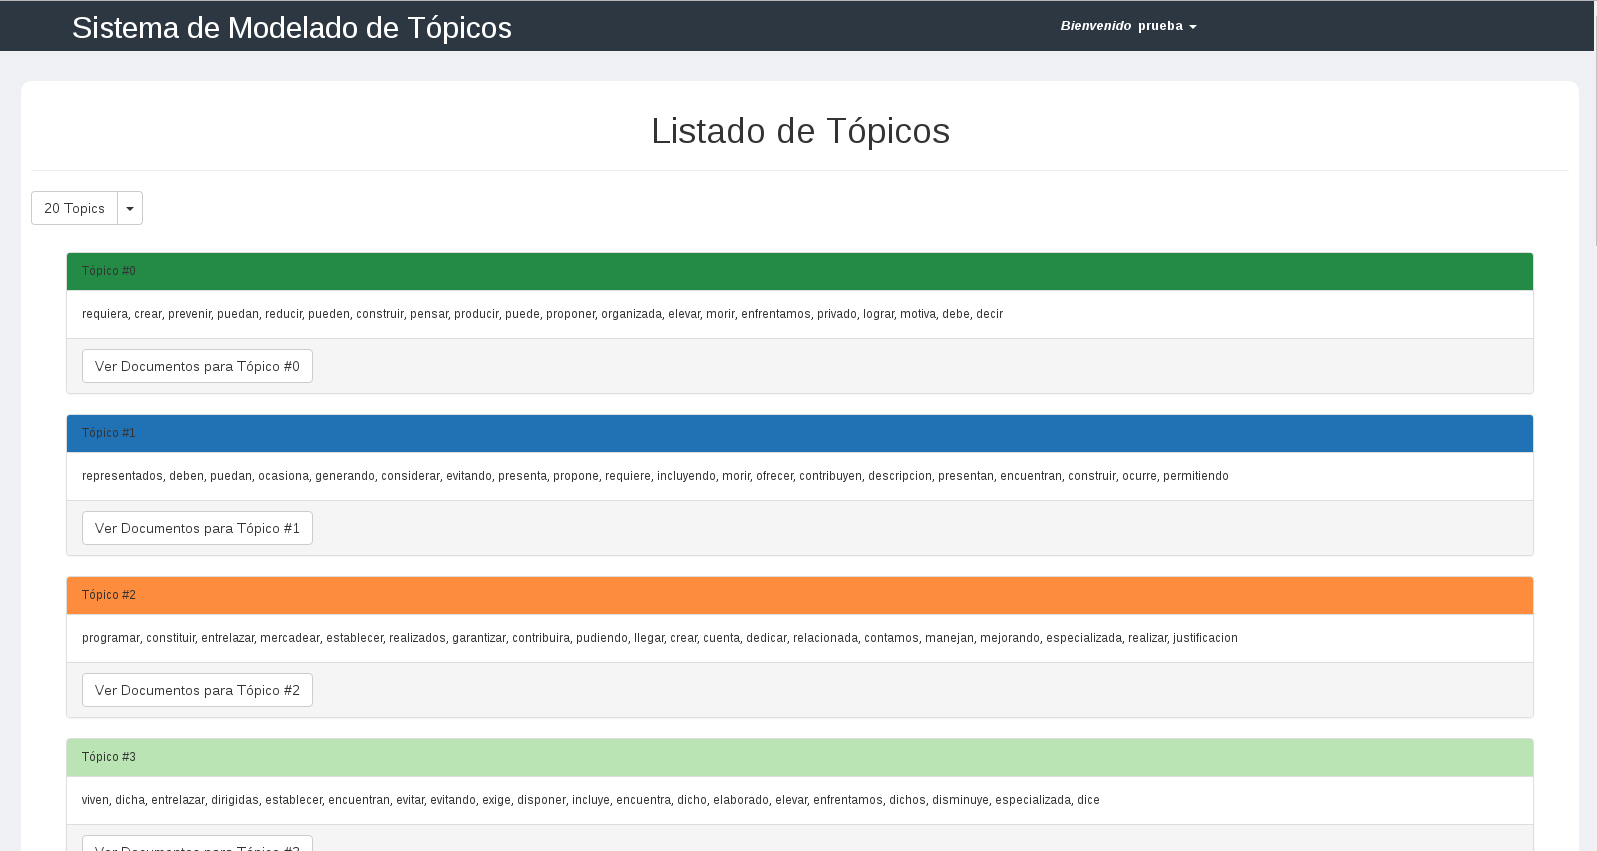 Sistema de Modelado de Tópicos
Bienvenido prueba
Listado de Tópicos
20 Topics
Tópico #0
requiera, crear, prevenir, puedan, reducir, pueden, construir, pensar, producir, puede, proponer, organizada, elevar, morir, enfrentamos, privado, lograr, motiva, debe, decir
Ver Documentos para Tópico #0
Tópico #1
representados, deben, puedan, ocasiona, generando, considerar, evitando, presenta, propone, requiere, incluyendo, morir, ofrecer, contribuyen, descripcion, presentan, encuentran, construir, ocurre, permitiendo
Ver Documentos para Tópico #1
Tópico #2
programar, constituir, entrelazar, mercadear, establecer, realizados, garantizar, contribuira, pudiendo, llegar, crear, cuenta, dedicar, relacionada, contamos, manejan, mejorando, especializada, realizar, justificacion
Ver Documentos para Tópico #2
Tópico #3
viven, dicha, entrelazar, dirigidas, establecer, encuentran, evitar, evitando, exige, disponer, incluye, encuentra, dicho, elaborado, elevar, enfrentamos, dichos, disminuye, especializada, dice
Ver Documentos para Tópico #3